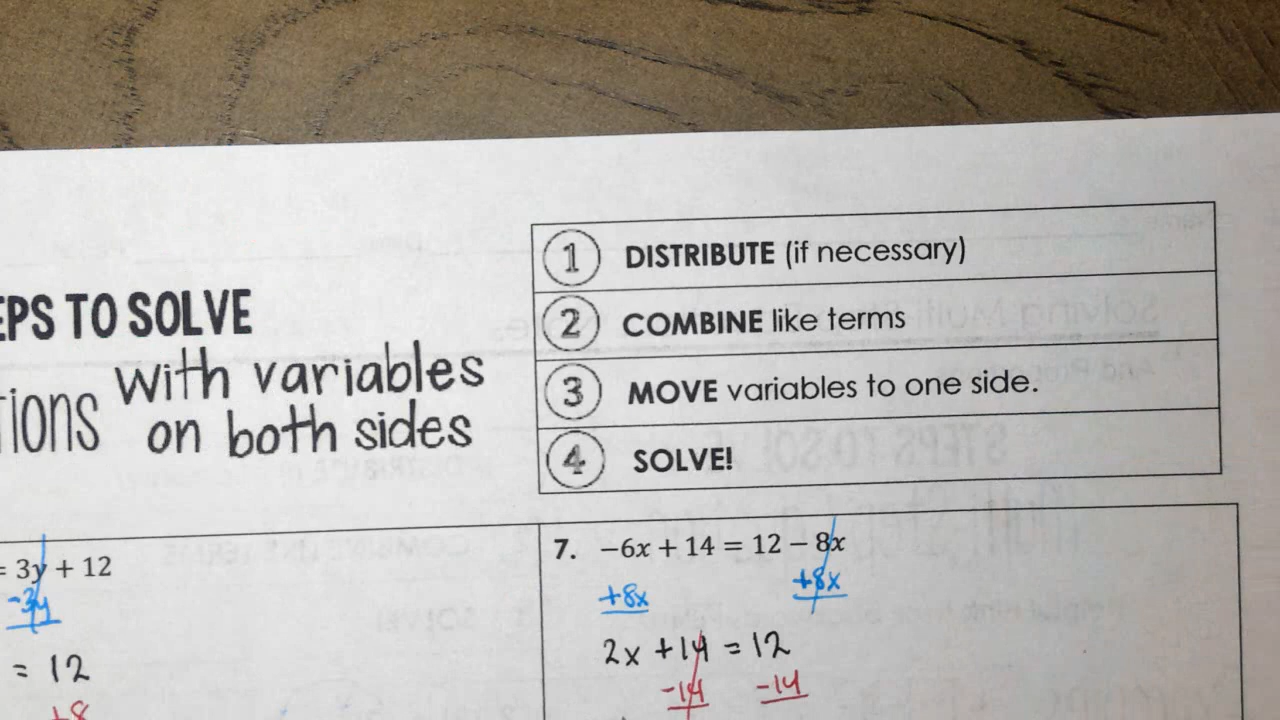 EPS TO SOLVE
With variables
TIONS on both sides
1 DISTRIBUTE (if necessary)
2 COMBINE like terms
3 MOVE variables to one side.
4 SOLVE!
= 3y + 12
-3y
= 12
+8
7. −6x + 14 = 12 − 8x
+8x +8x
2x +14 = 12
-14 -14